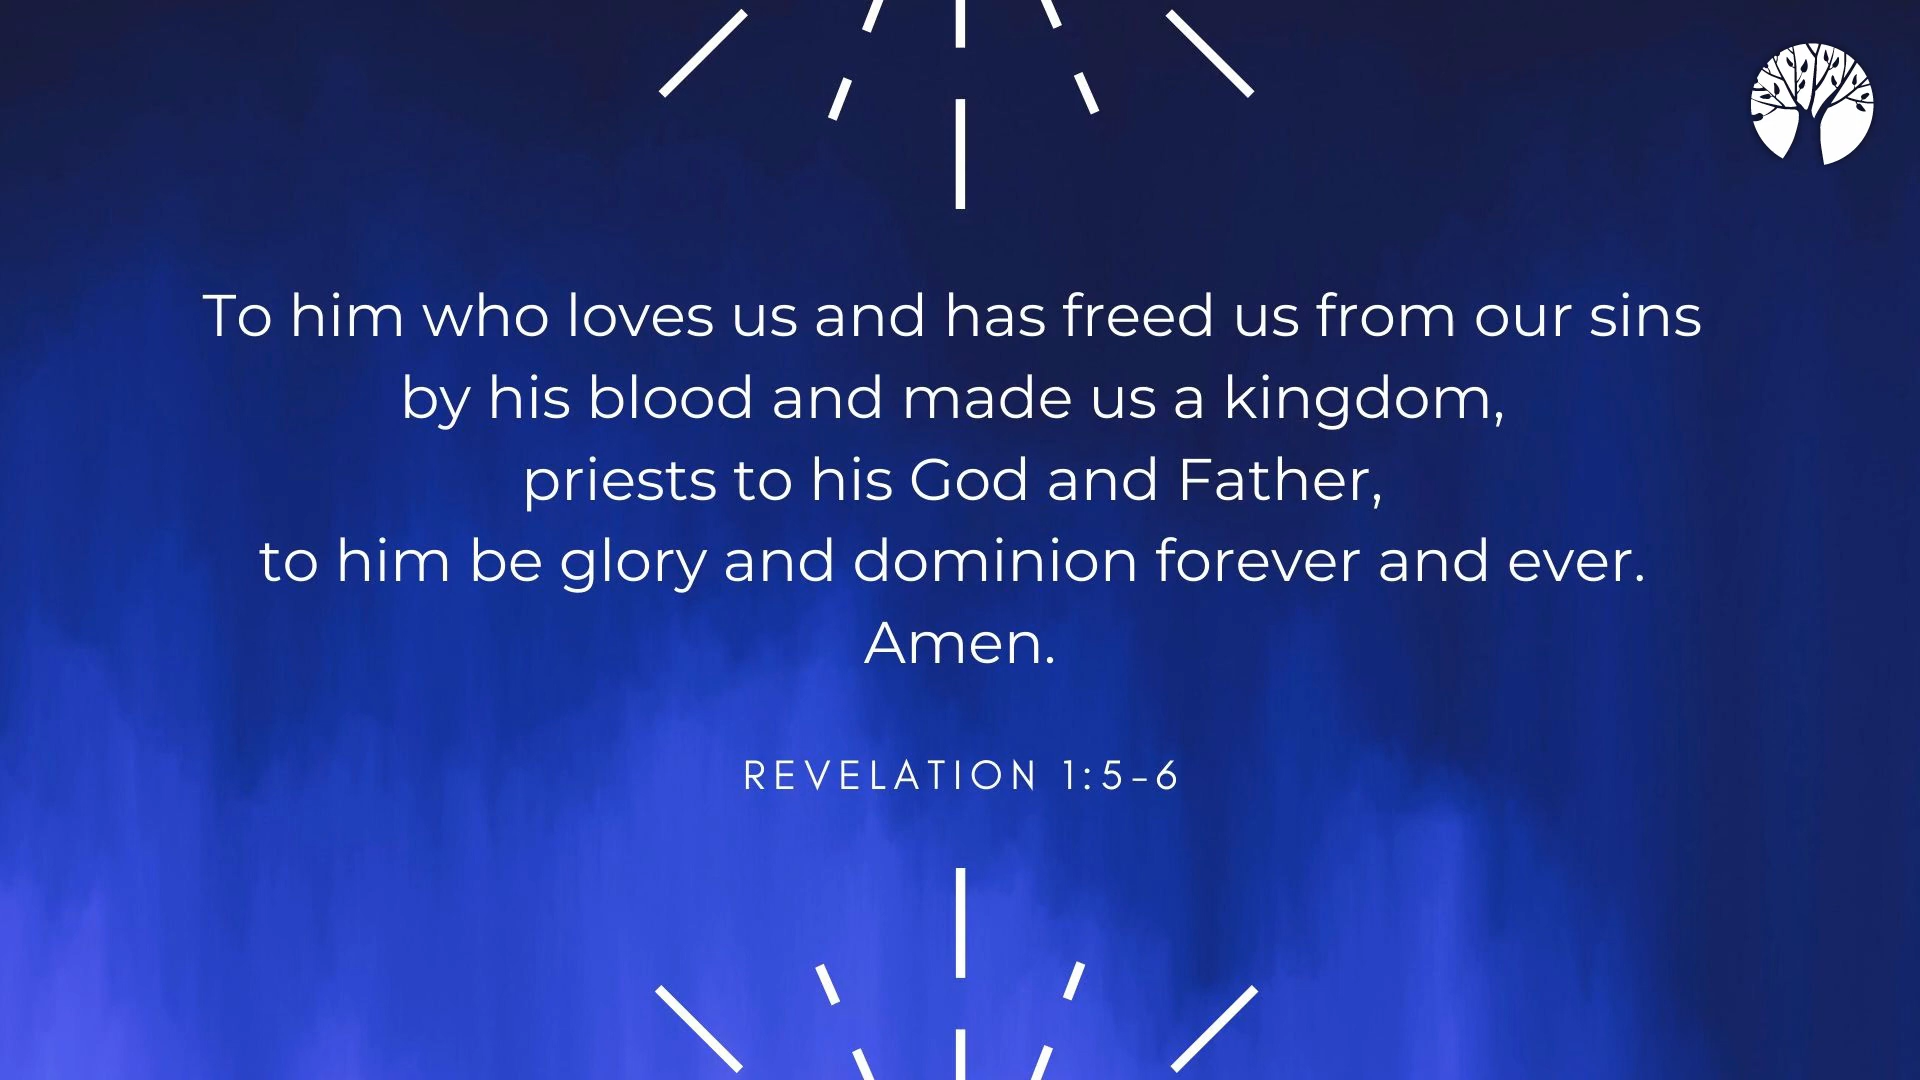 To him who loves us and has freed us from our sins
by his blood and made us a kingdom,
priests to his God and Father,
to him be glory and dominion forever and ever.
Amen.
REVELATION 1:5–6